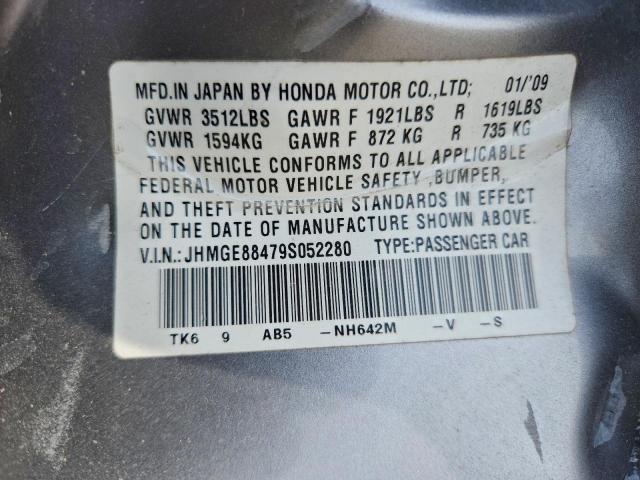 MFD.IN JAPAN BY HONDA MOTOR CO.,LTD; 01/'09
GVWR 3512LBS GAWR F 1921LBS R 1619LBS
GVWR 1594KG GAWR F 872 KG R 735 KG
THIS VEHICLE CONFORMS TO ALL APPLICABLE
FEDERAL MOTOR VEHICLE SAFETY ,BUMPER,
AND THEFT PREVENTION STANDARDS IN EFFECT
ON THE DATE OF MANUFACTURE SHOWN ABOVE.
V.I.N.: JHMGE88479S052280 TYPE:PASSENGER CAR
TK6 9 AB5 -NH642M -V -S